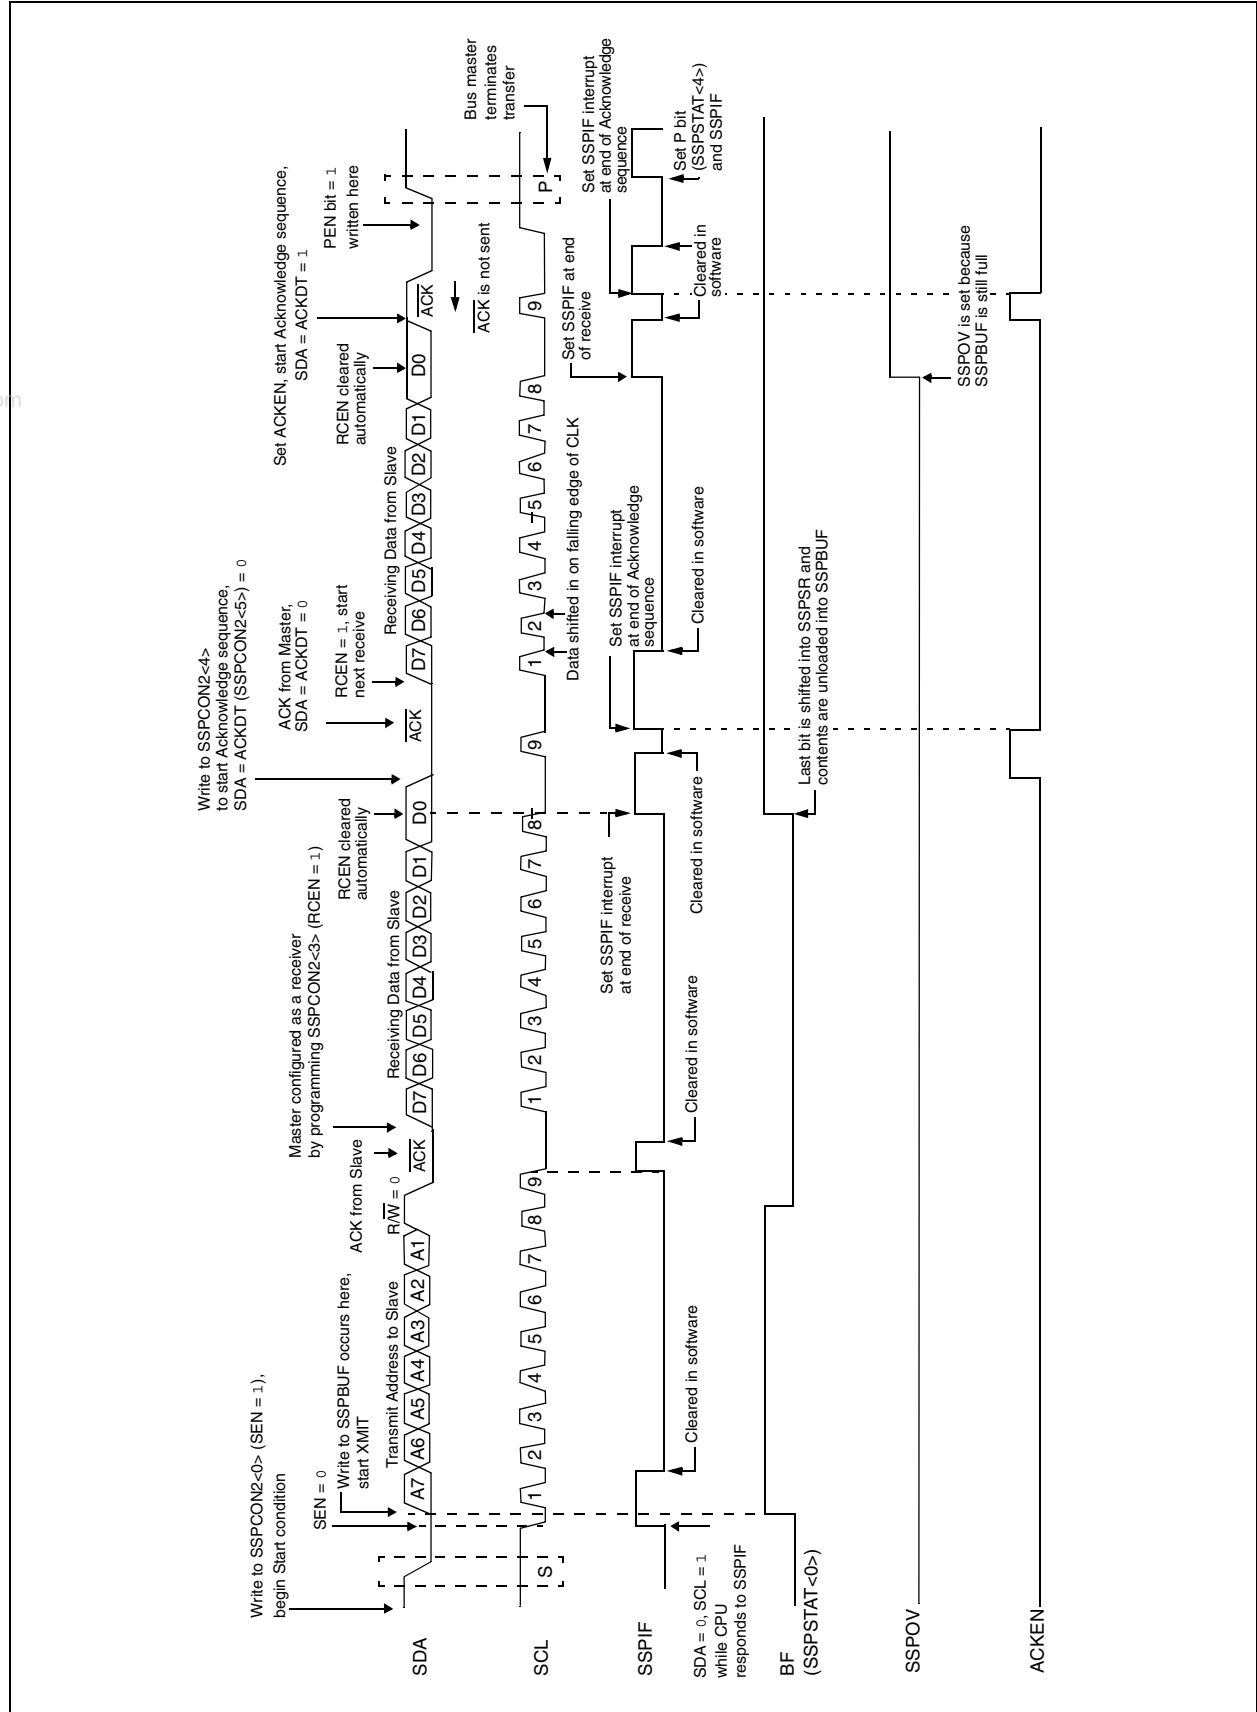 Write to SSPCON2<0> (SEN = 1),
begin Start condition
SEN = 0
Write to SSPBUF occurs here,
start XMIT
Transmit Address to Slave
R/W = 0
ACK from Slave
Master configured as a receiver
by programming SSPCON2<3> (RCEN = 1)
Receiving Data from Slave
RCEN cleared
automatically
Write to SSPCON2<4>
to start Acknowledge sequence,
SDA = ACKDT (SSPCON2<5>) = 0
ACK from Master,
SDA = ACKDT = 0
RCEN = 1, start
next receive
Receiving Data from Slave
RCEN cleared
automatically
Set ACKEN, start Acknowledge sequence,
SDA = ACKDT = 1
PEN bit = 1
written here
SDA
A7 A6 A5 A4 A3 A2 A1 ACK D7 D6 D5 D4 D3 D2 D1 D0 ACK D7 D6 D5 D4 D3 D2 D1 D0 ACK
ACK is not sent
Bus master
terminates
transfer
SCL
S 1 2 3 4 5 6 7 8 9 1 2 3 4 5 6 7 8 9 1 2 3 4 5 6 7 8 9 P
Data shifted in on falling edge of CLK
Set SSPIF interrupt
at end of receive
Set SSPIF interrupt
at end of Acknowledge
sequence
Set SSPIF at end
of receive
Set SSPIF interrupt
at end of Acknowledge
sequence
SSPIF
SDA = 0, SCL = 1
while CPU
responds to SSPIF
Cleared in software
Cleared in software
Cleared in software
Cleared in software
Cleared in
software
Set P bit
(SSPSTAT<4>)
and SSPIF
BF
(SSPSTAT<0>)
Last bit is shifted into SSPSR and
contents are unloaded into SSPBUF
SSPOV
SSPOV is set because
SSPBUF is still full
ACKEN
om